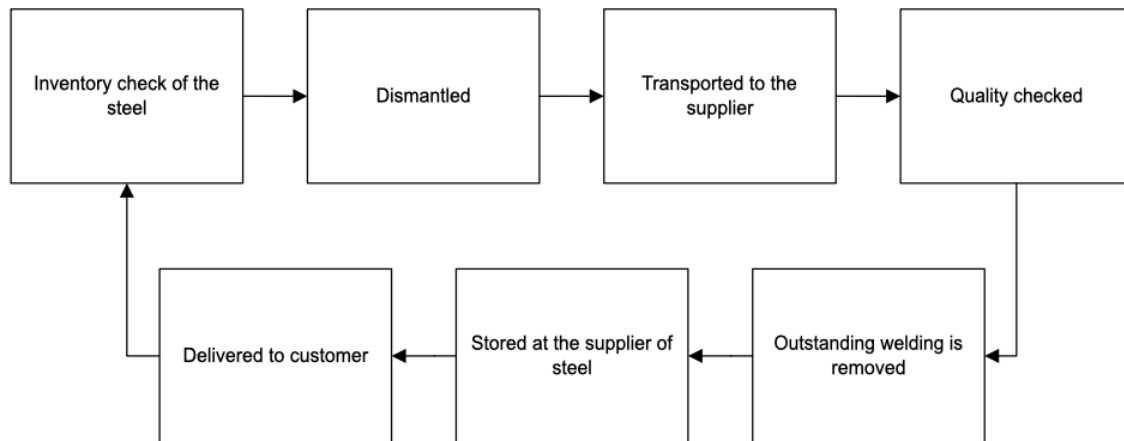 Inventory check of the
steel
Dismantled
Transported to the
supplier
Quality checked
Delivered to customer
Stored at the supplier of
steel
Outstanding welding is
removed